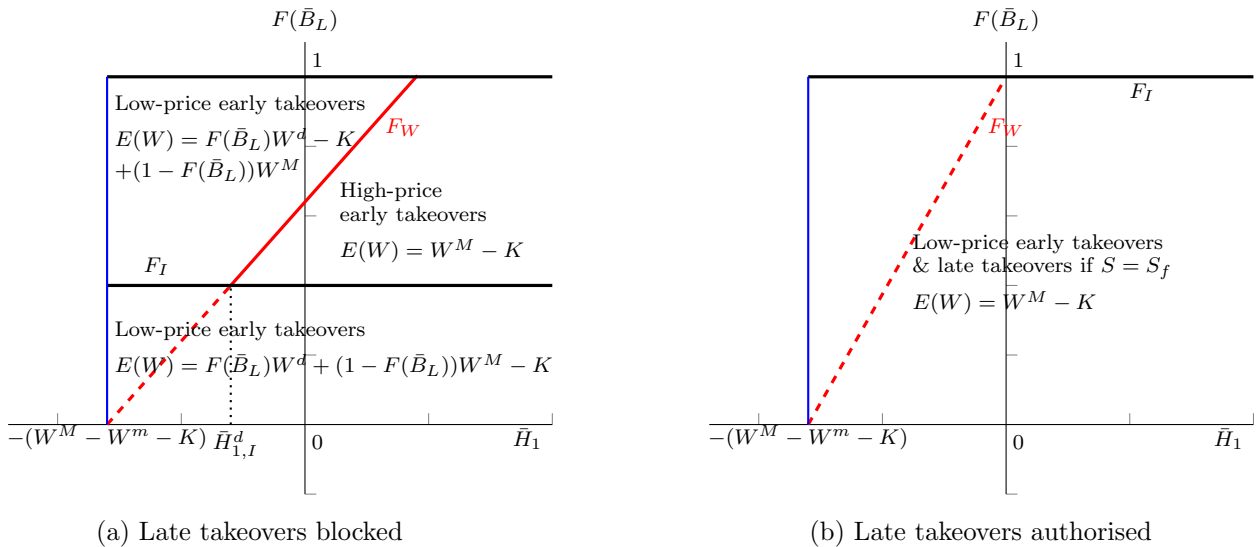 F(B̄_L)
1
Low-price early takeovers
E(W) = F(B̄_L)W^d − K
+(1 − F(B̄_L))W^M
F_W
High-price
early takeovers
E(W) = W^M − K
F_I
Low-price early takeovers
E(W) = F(B̄_L)W^d + (1 − F(B̄_L))W^M − K
−(W^M − W^m − K)
H̄^d_{1,I}
0
H̄_1
(a) Late takeovers blocked
F(B̄_L)
1
F_I
F_W
Low-price early takeovers
& late takeovers if S = S_f
E(W) = W^M − K
−(W^M − W^m − K)
0
H̄_1
(b) Late takeovers authorised